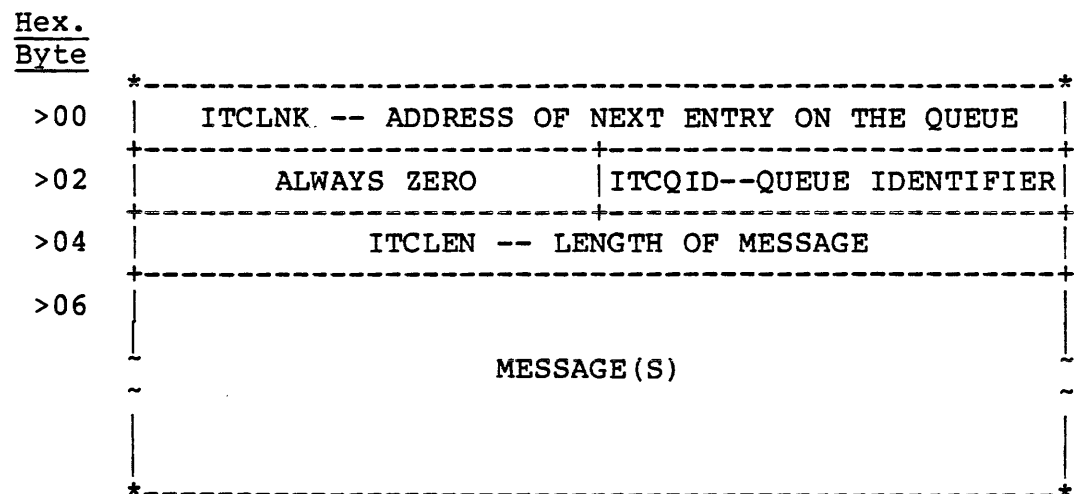 Hex.
Byte
>00 ITCLNK -- ADDRESS OF NEXT ENTRY ON THE QUEUE
>02 ALWAYS ZERO ITCQID--QUEUE IDENTIFIER
>04 ITCLEN -- LENGTH OF MESSAGE
>06
MESSAGE(S)